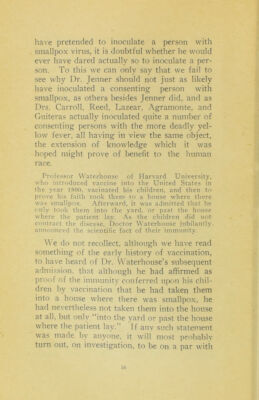 have pretended to inoculate a person with
smallpox virus, it is doubtful whether he would
ever have dared actually so to inoculate a per-
son. To this we can only say that we fail to
see why Dr. Jenner should not just as likely
have inoculated a consenting person with
smallpox, as others besides Jenner did, and as
Drs. Carroll, Reed, Lazear, Agramonte, and
Guiteras actually inoculated quite a number of
consenting persons with the more deadly yel-
low fever, all having in view the same object,
the extension of knowledge which it was
hoped might prove of benefit to the human
race.
Professor Waterhouse of Harvard University,
who introduced vaccine into the United States in
the year 1800, vacinated his children, and then to
prove his faith took them to a house where there
was smallpox. Afterward, it was admitted that he
only took them into the yard, or past the house
where the patient lay. As the children did not
contract the disease, Doctor Waterhouse jubilantly
announced the scientific fact of their immunity.
We do not recollect, although we have read
something of the early history of vaccination,
to have heard of Dr. Waterhouse's subsequent
admission, that although he had affirmed as
proof of the immunity conferred upon his chil-
dren by vaccination that he had taken them
into a house where there was smallpox, he
had nevertheless not taken them into the house
at all, but only "into the yard or past the house
where the patient lay." If any such statement
was made by anyone, it will most probably
turn out, on investigation, to be on a par with